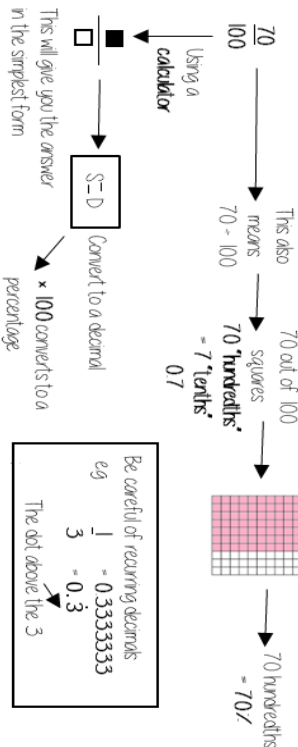 70
100
This also
means
70 ÷ 100
70 out of 100
squares
70 "hundredths"
= 7 "tenths"
0.7
70 hundredths
= 70%
Using a
calculator
This will give you the answer
in the simplest form
S⇔D
Convert to a decimal
× 100 converts to a
percentage
Be careful of recurring decimals
eg
1
3
= 0.3333333
= 0.3̇
The dot above the 3